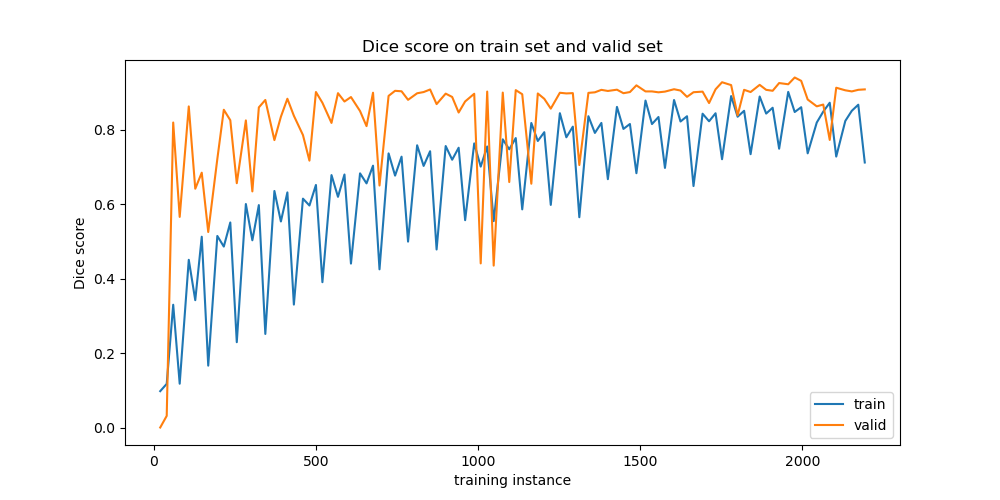 Dice score on train set and valid set
Dice score
0.8
0.6
0.4
0.2
0.0
0
500
1000
1500
2000
training instance
train
valid